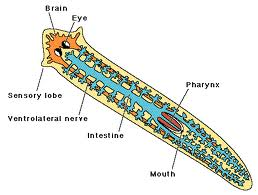 Brain
Eye
Pharynx
Sensory lobe
Ventrolateral nerve
Intestine
Mouth